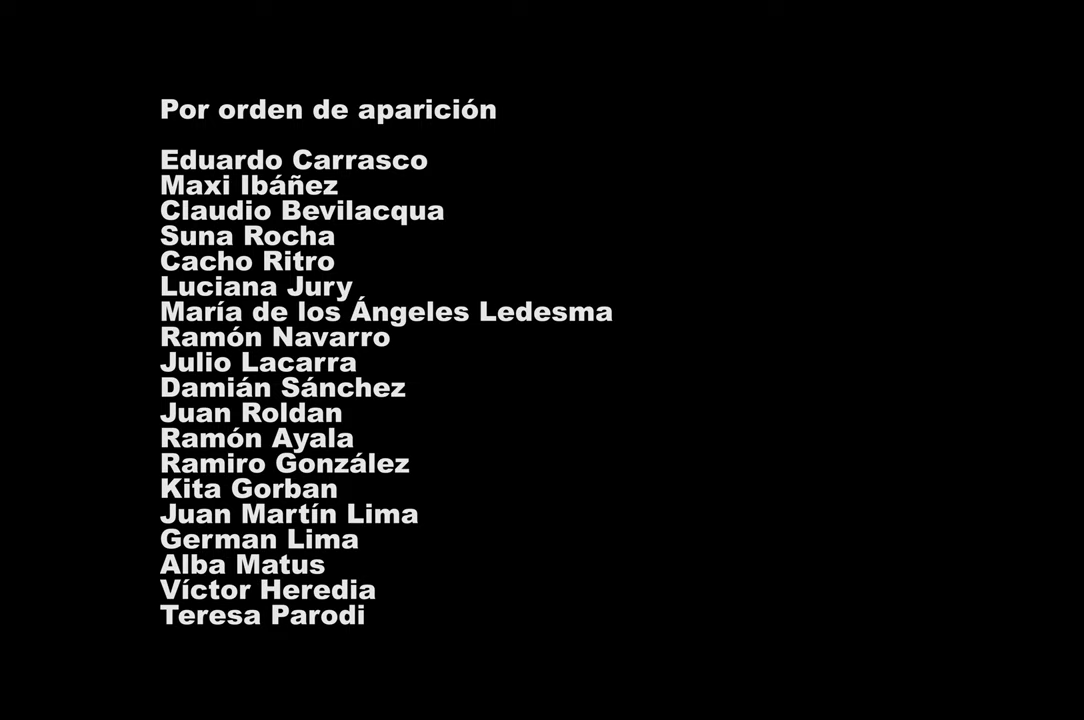 Por orden de aparición
Eduardo Carrasco
Maxi Ibáñez
Claudio Bevilacqua
Suna Rocha
Cacho Ritro
Luciana Jury
María de los Ángeles Ledesma
Ramón Navarro
Julio Lacarra
Damián Sánchez
Juan Roldan
Ramón Ayala
Ramiro González
Kita Gorban
Juan Martín Lima
German Lima
Alba Matus
Víctor Heredia
Teresa Parodi